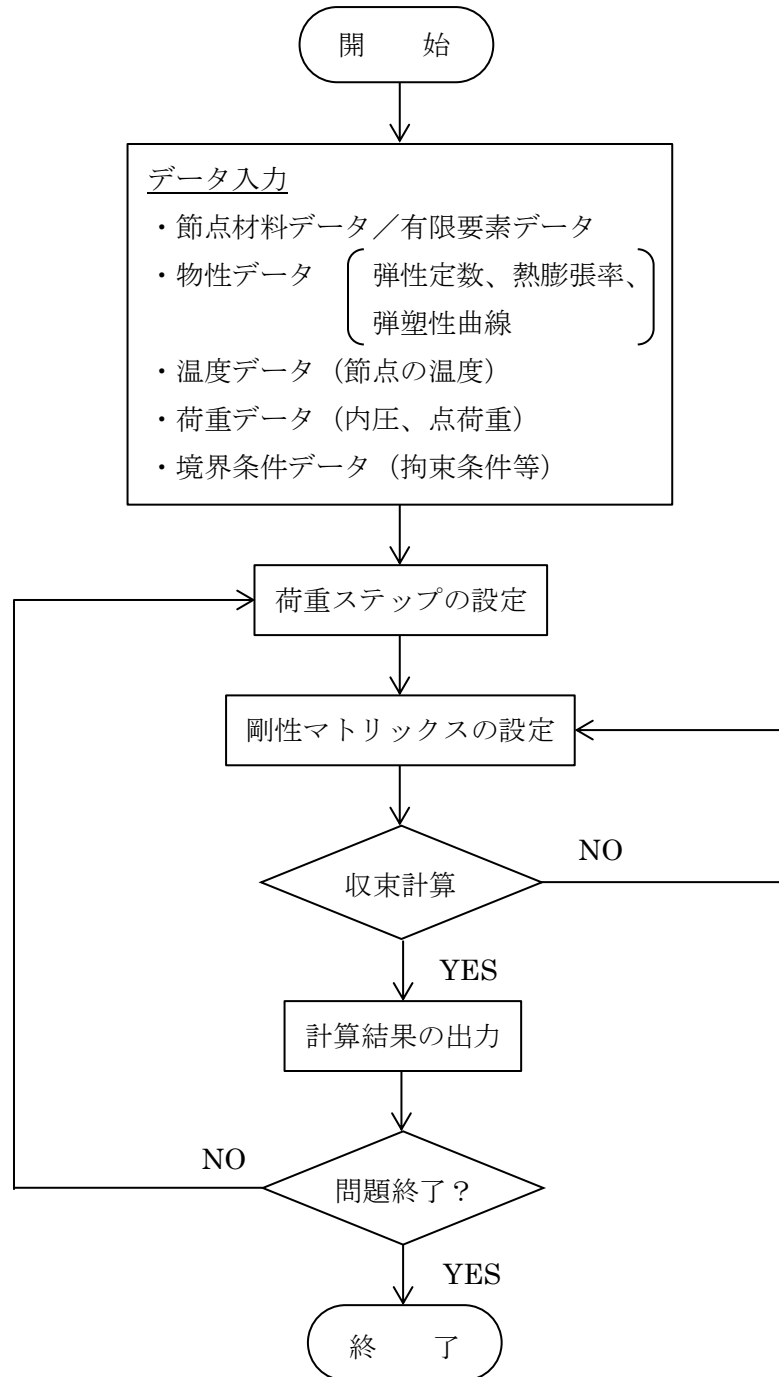 開　　始
データ入力
・節点材料データ／有限要素データ
・物性データ 弾性定数、熱膨張率、
弾塑性曲線
・温度データ（節点の温度）
・荷重データ（内圧、点荷重）
・境界条件データ（拘束条件等）
荷重ステップの設定
剛性マトリックスの設定
収束計算
NO
YES
計算結果の出力
問題終了？
NO
YES
終　　了